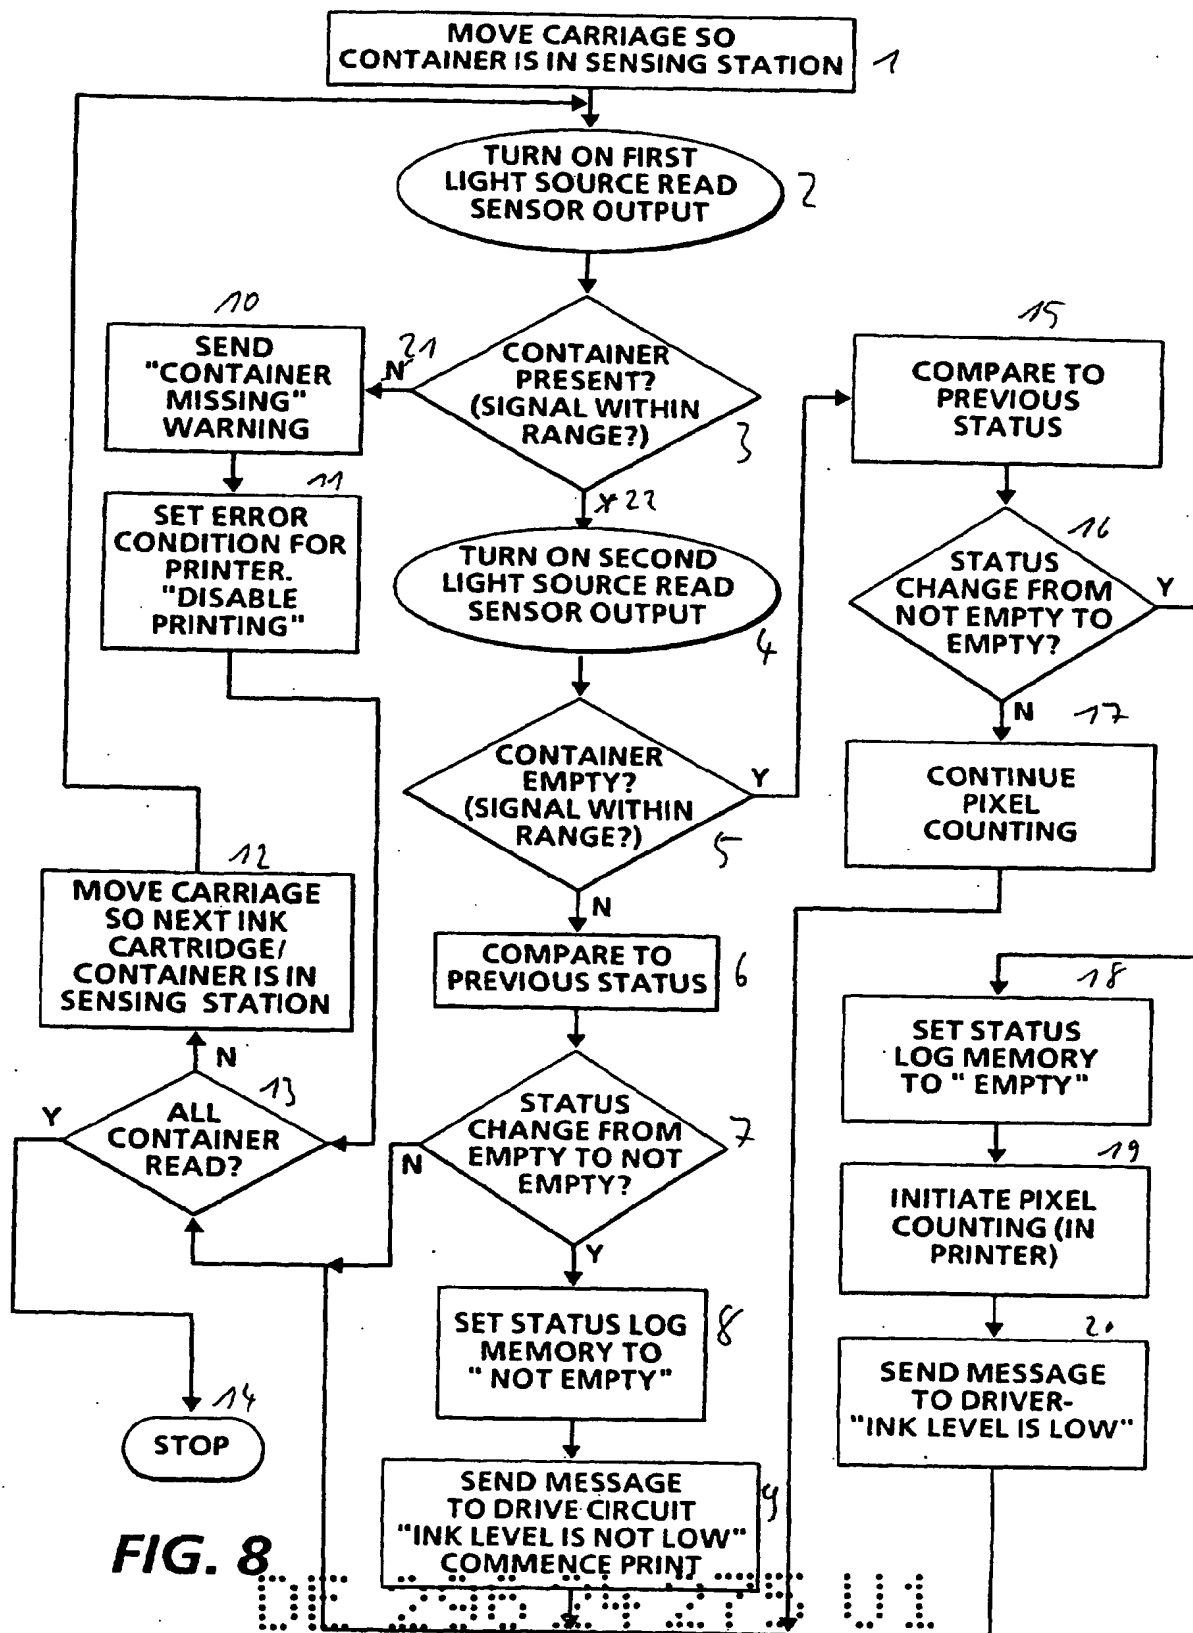 MOVE CARRIAGE SO
CONTAINER IS IN SENSING STATION
1
TURN ON FIRST
LIGHT SOURCE READ
SENSOR OUTPUT
2
CONTAINER
PRESENT?
(SIGNAL WITHIN
RANGE?)
3
N
21
10
SEND
"CONTAINER
MISSING"
WARNING
11
SET ERROR
CONDITION FOR
PRINTER.
"DISABLE
PRINTING"
22
TURN ON SECOND
LIGHT SOURCE READ
SENSOR OUTPUT
4
CONTAINER
EMPTY?
(SIGNAL WITHIN
RANGE?)
Y
5
N
COMPARE TO
PREVIOUS STATUS
6
STATUS
CHANGE FROM
EMPTY TO NOT
EMPTY?
7
N
Y
SET STATUS LOG
MEMORY TO
" NOT EMPTY"
8
SEND MESSAGE
TO DRIVE CIRCUIT
"INK LEVEL IS NOT LOW"
COMMENCE PRINT
9
12
MOVE CARRIAGE
SO NEXT INK
CARTRIDGE/
CONTAINER IS IN
SENSING STATION
N
13
Y
ALL
CONTAINER
READ?
14
STOP
15
COMPARE TO
PREVIOUS
STATUS
16
STATUS
CHANGE FROM
NOT EMPTY TO
EMPTY?
Y
N
17
CONTINUE
PIXEL
COUNTING
18
SET STATUS
LOG MEMORY
TO " EMPTY"
19
INITIATE PIXEL
COUNTING (IN
PRINTER)
20
SEND MESSAGE
TO DRIVER-
"INK LEVEL IS LOW"
FIG. 8
DE U1